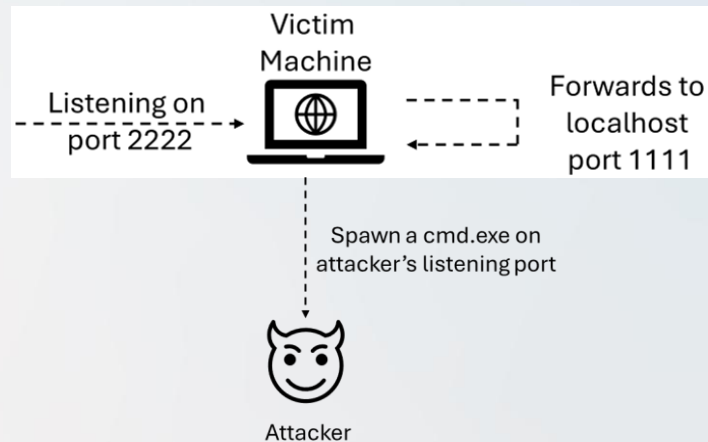 Victim
Machine
Listening on
port 2222
Forwards to
localhost
port 1111
Spawn a cmd.exe on
attacker’s listening port
Attacker